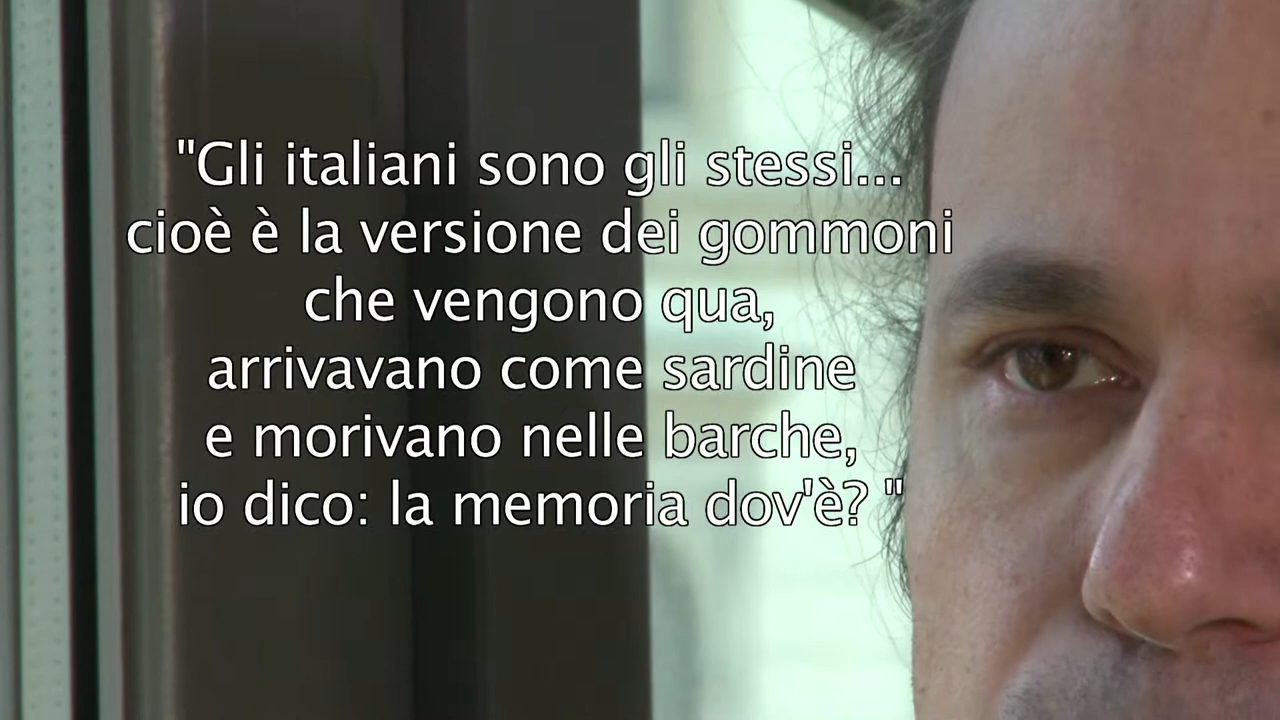 "Gli italiani sono gli stessi...
cioè è la versione dei gommoni
che vengono qua,
arrivavano come sardine
e morivano nelle barche,
io dico: la memoria dov'è? "